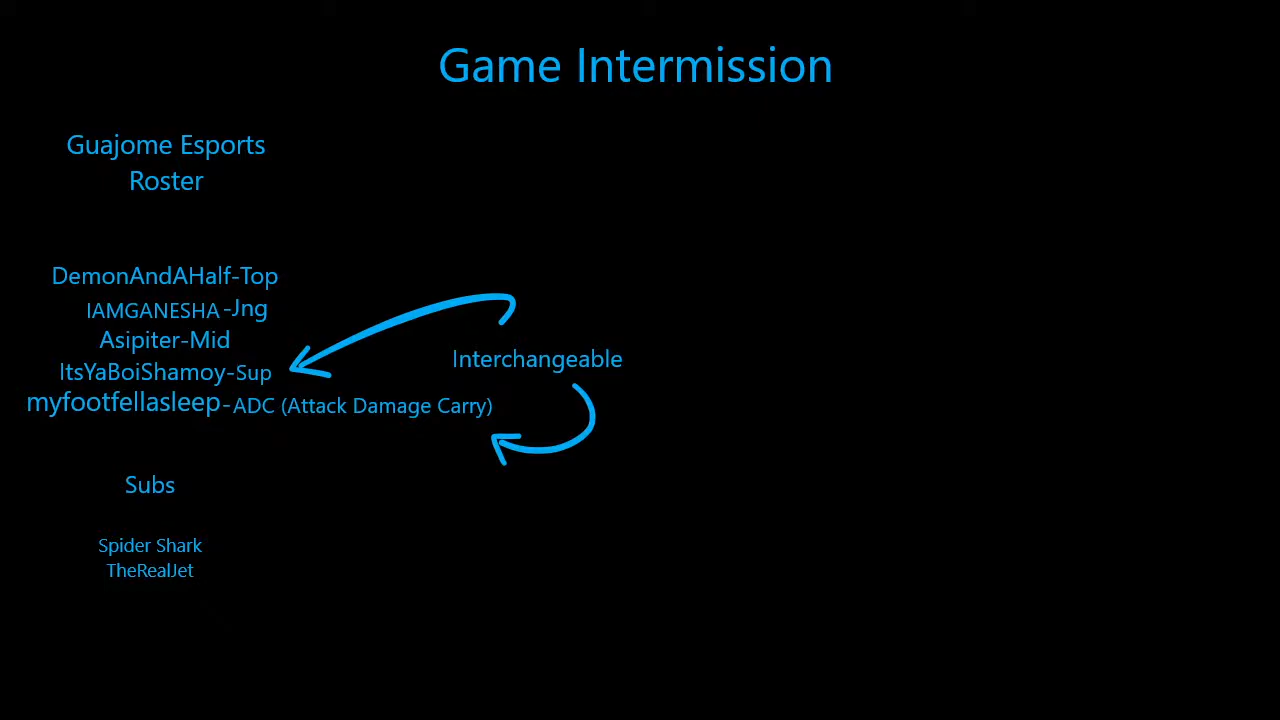 Game Intermission
Guajome Esports
Roster
DemonAndAHalf-Top
IAMGANESHA-Jng
Asipiter-Mid
Interchangeable
ItsYaBoiShamoy-Sup
myfootfellasleep-ADC (Attack Damage Carry)
Subs
Spider Shark
TheRealJet